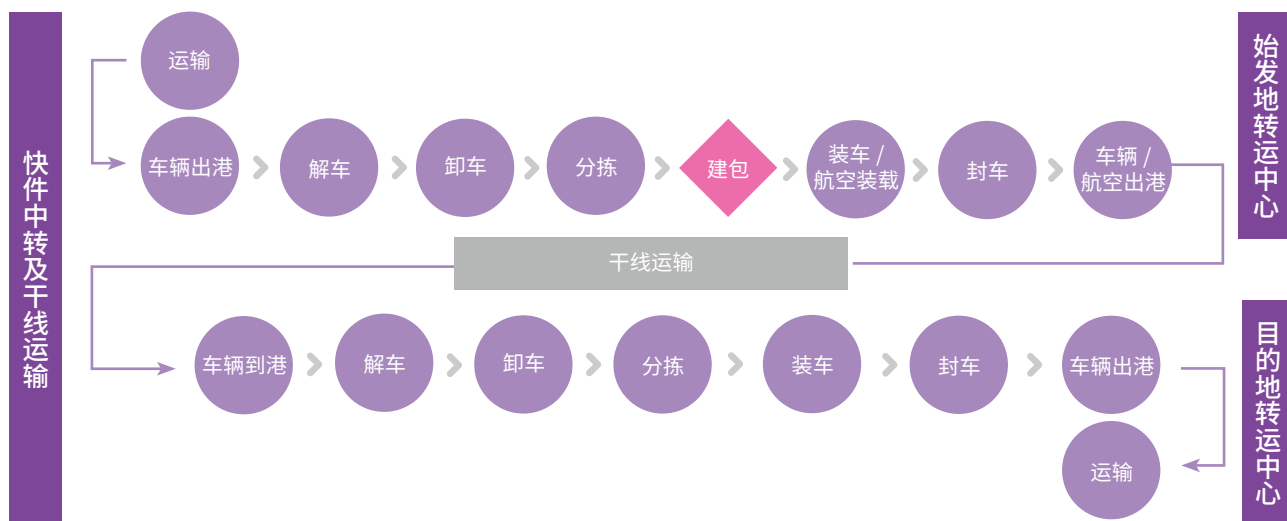 快件中转及干线运输
运输
车辆出港
解车
卸车
分拣
建包
装车 /
航空装载
封车
车辆 /
航空出港
始发地转运中心
干线运输
车辆到港
解车
卸车
分拣
装车
封车
车辆出港
运输
目的地转运中心